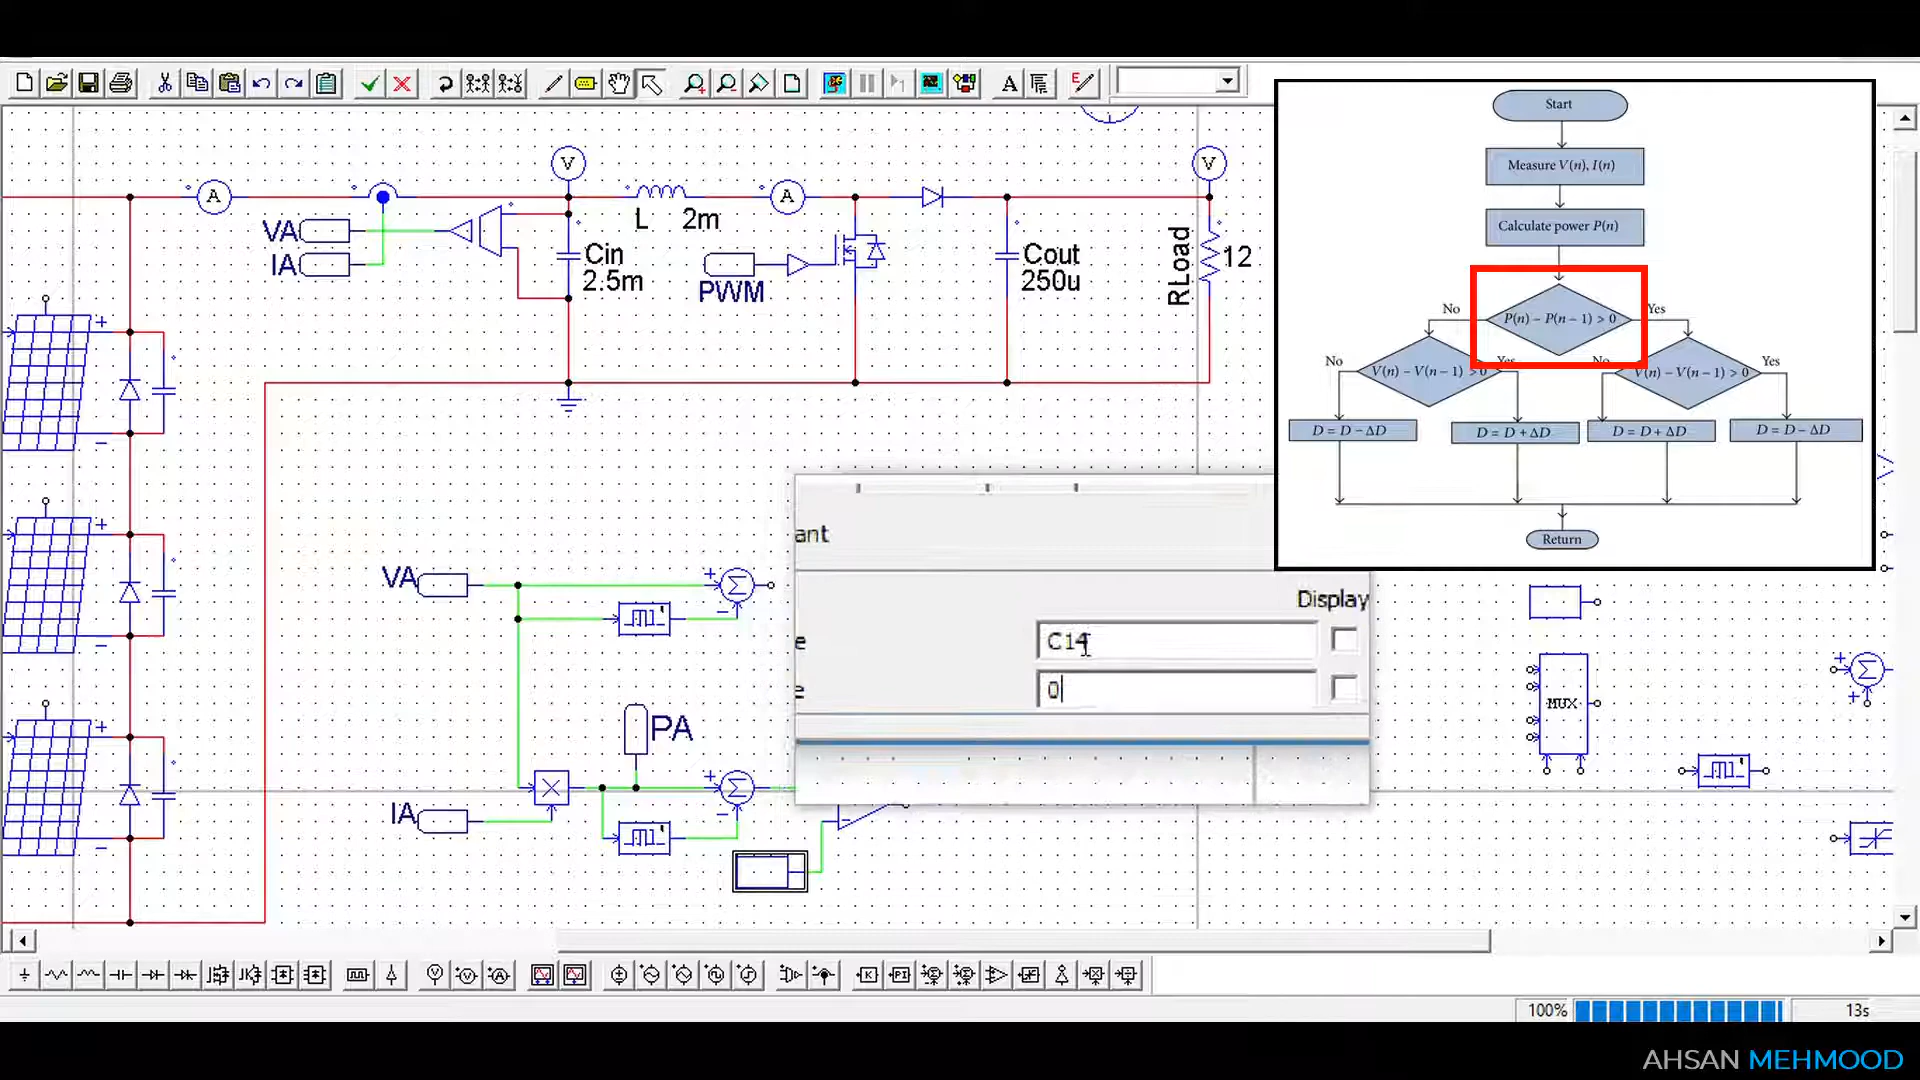 A
Start
Measure V(n), I(n)
Calculate power P(n)
P(n) − P(n − 1) > 0
No
Yes
V(n) − V(n − 1) > 0
V(n) − V(n − 1) > 0
No
Yes
No
Yes
D = D − ΔD
D = D + ΔD
D = D + ΔD
D = D − ΔD
Return
A
V
A
V
VA
IA
L 2m
Cin
2.5m
PWM
Cout
250u
RLoad
12
VA
PA
IA
ant
Display
e
C14
e
0
MUX
100%
13s
AHSAN MEHMOOD